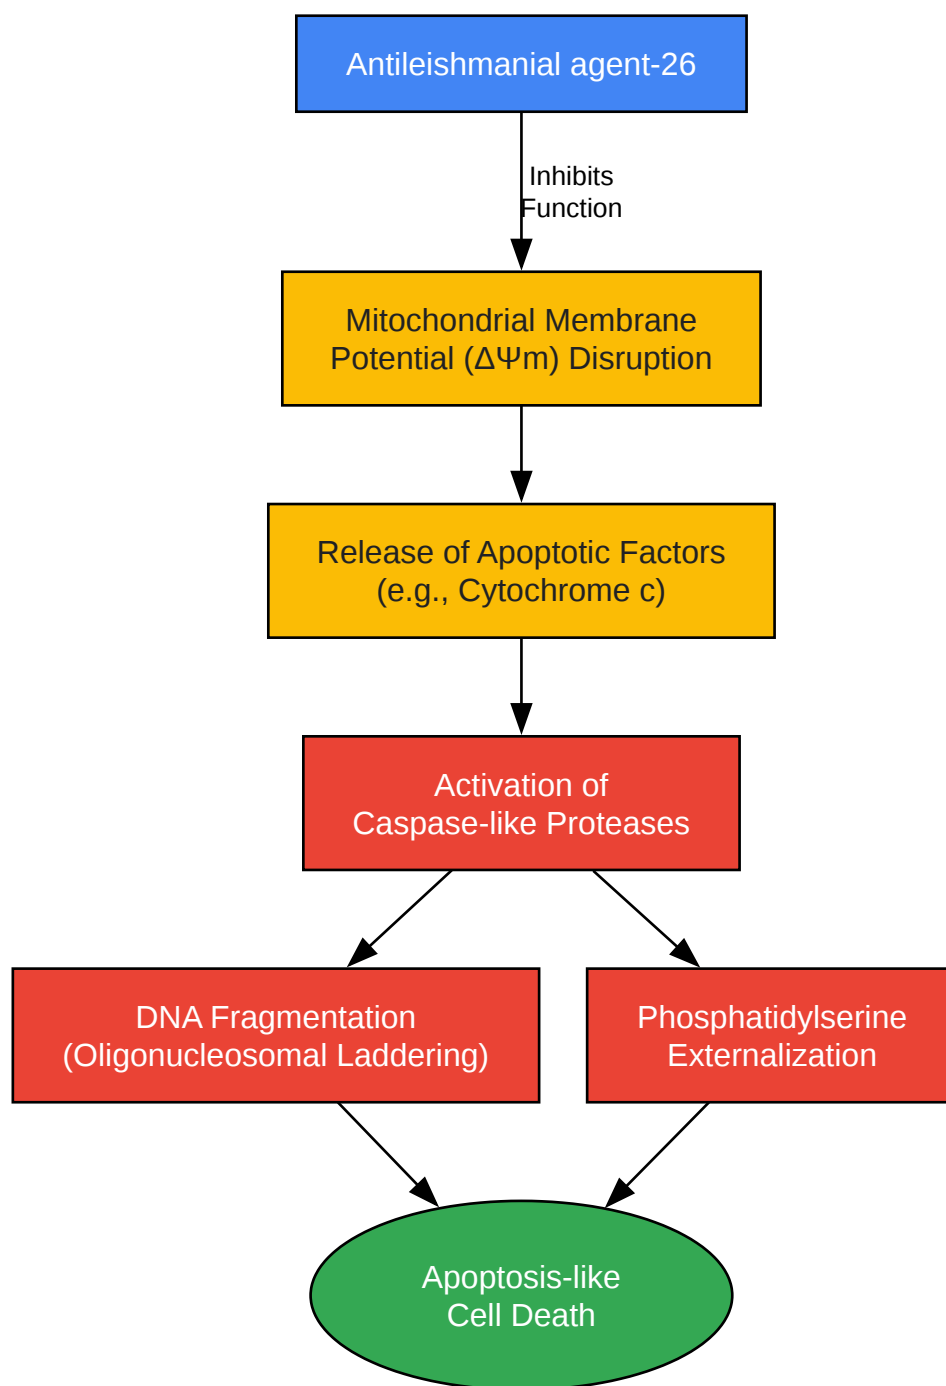 Antileishmanial agent-26
Inhibits
Function
Mitochondrial Membrane
Potential (ΔΨm) Disruption
Release of Apoptotic Factors
(e.g., Cytochrome c)
Activation of
Caspase-like Proteases
DNA Fragmentation
(Oligonucleosomal Laddering)
Phosphatidylserine
Externalization
Apoptosis-like
Cell Death